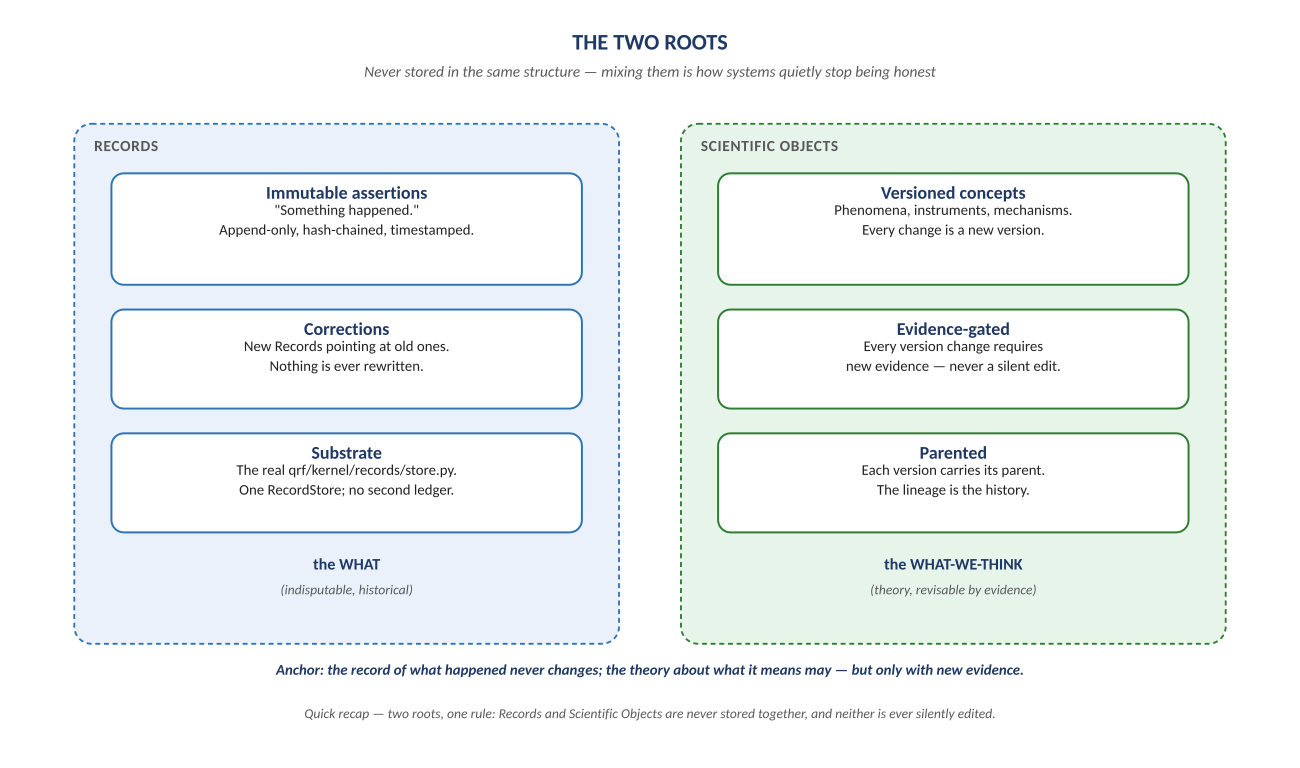 THE TWO ROOTS
Never stored in the same structure — mixing them is how systems quietly stop being honest
RECORDS
Immutable assertions
"Something happened."
Append-only, hash-chained, timestamped.
Corrections
New Records pointing at old ones.
Nothing is ever rewritten.
Substrate
The real qrf/kernel/records/store.py.
One RecordStore; no second ledger.
the WHAT
(indisputable, historical)
SCIENTIFIC OBJECTS
Versioned concepts
Phenomena, instruments, mechanisms.
Every change is a new version.
Evidence-gated
Every version change requires
new evidence — never a silent edit.
Parented
Each version carries its parent.
The lineage is the history.
the WHAT-WE-THINK
(theory, revisable by evidence)
Anchor: the record of what happened never changes; the theory about what it means may — but only with new evidence.
Quick recap — two roots, one rule: Records and Scientific Objects are never stored together, and neither is ever silently edited.